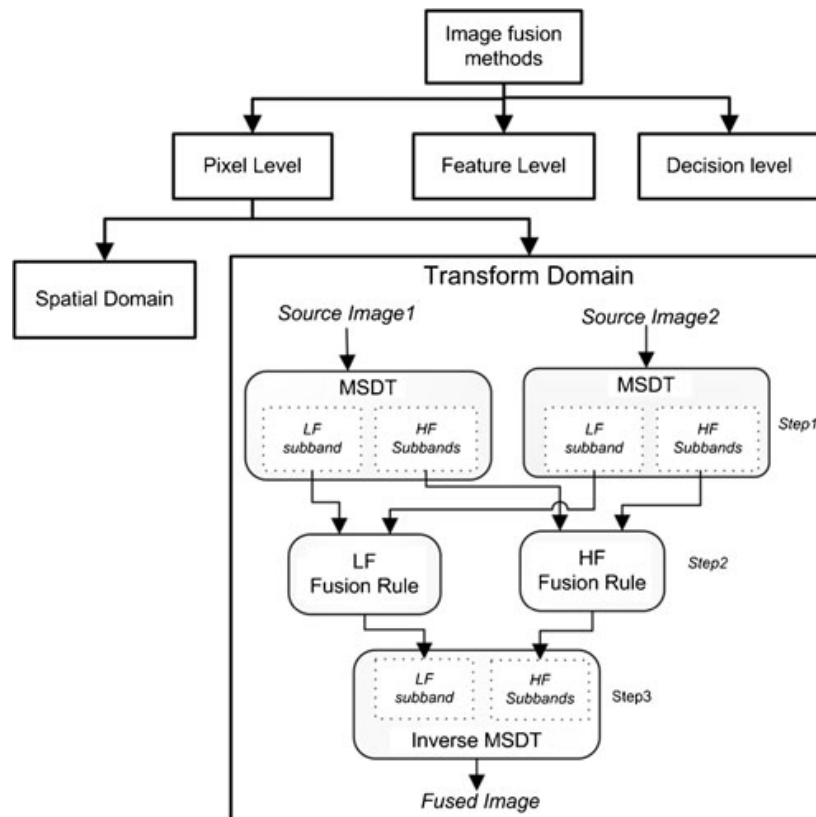 Image fusion
methods
Pixel Level
Feature Level
Decision level
Spatial Domain
Transform Domain
Source Image1
Source Image2
MSDT
MSDT
LF
subband
HF
Subbands
LF
subband
HF
Subbands
Step1
LF
Fusion Rule
HF
Fusion Rule
Step2
LF
subband
HF
Subbands
Step3
Inverse MSDT
Fused Image